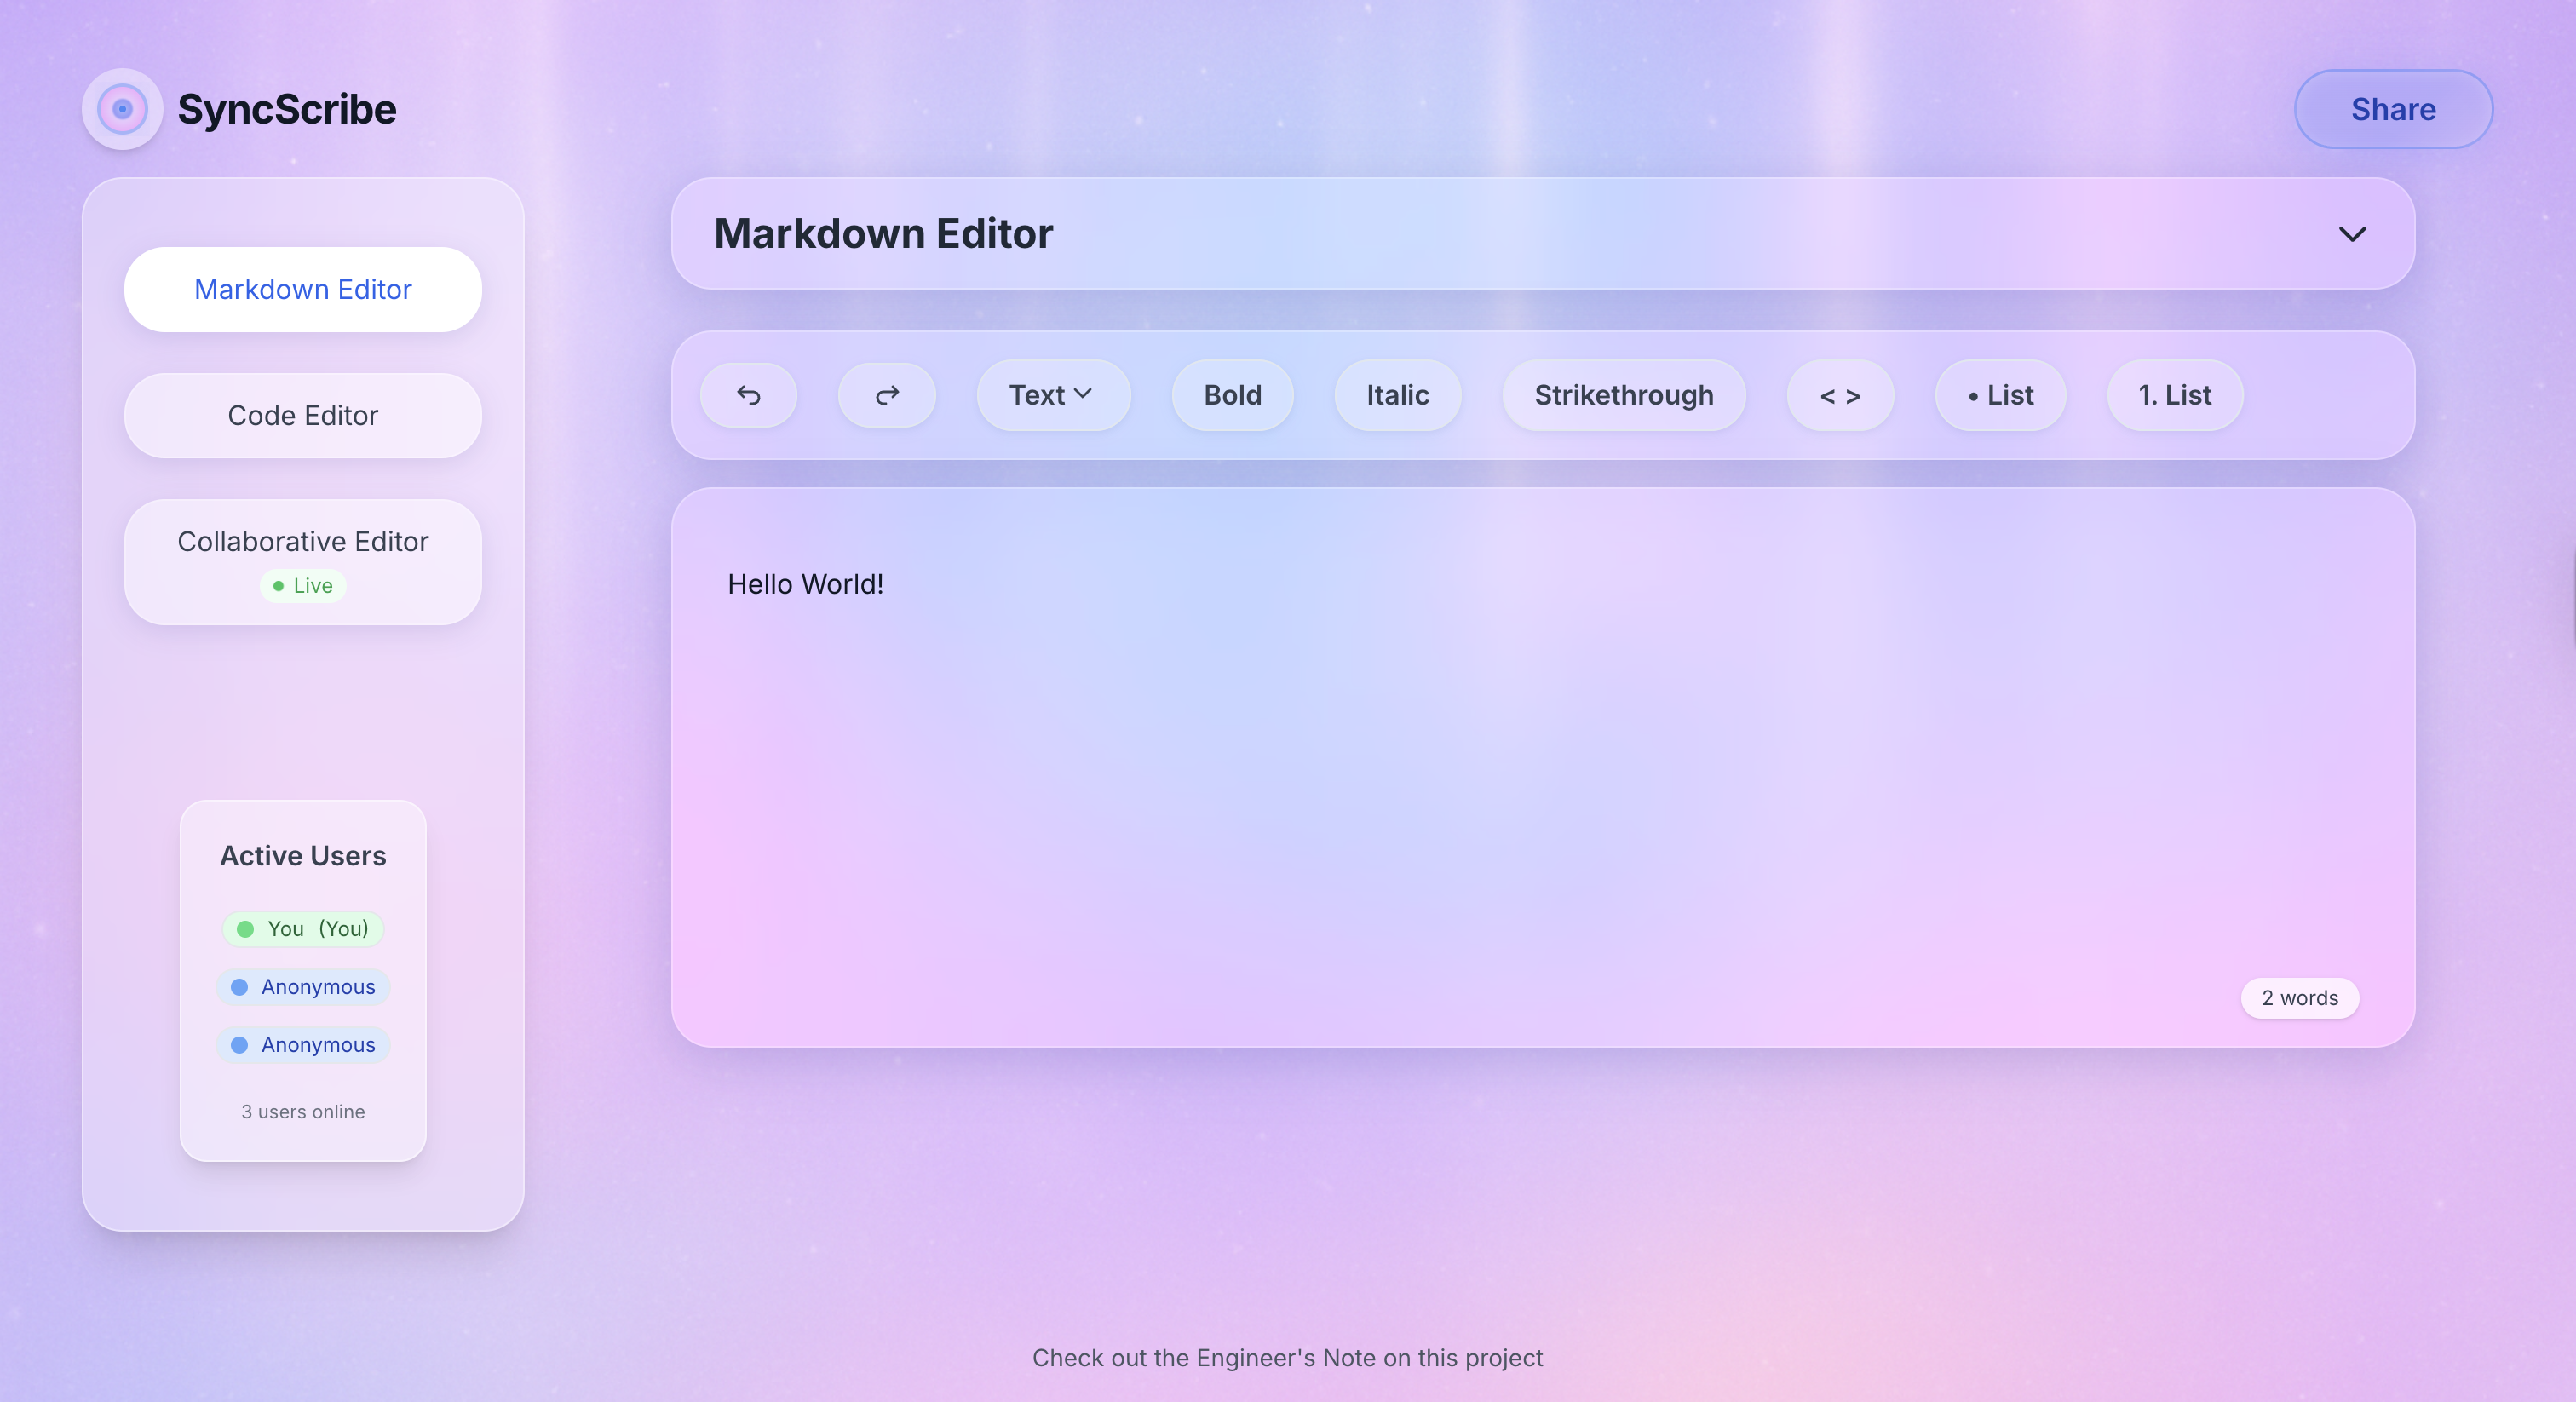 SyncScribe
Share
Markdown Editor
Code Editor
Collaborative Editor
Live
Active Users
You (You)
Anonymous
Anonymous
3 users online
Markdown Editor
Text Bold Italic Strikethrough < > • List 1. List
Hello World!
2 words
Check out the Engineer's Note on this project